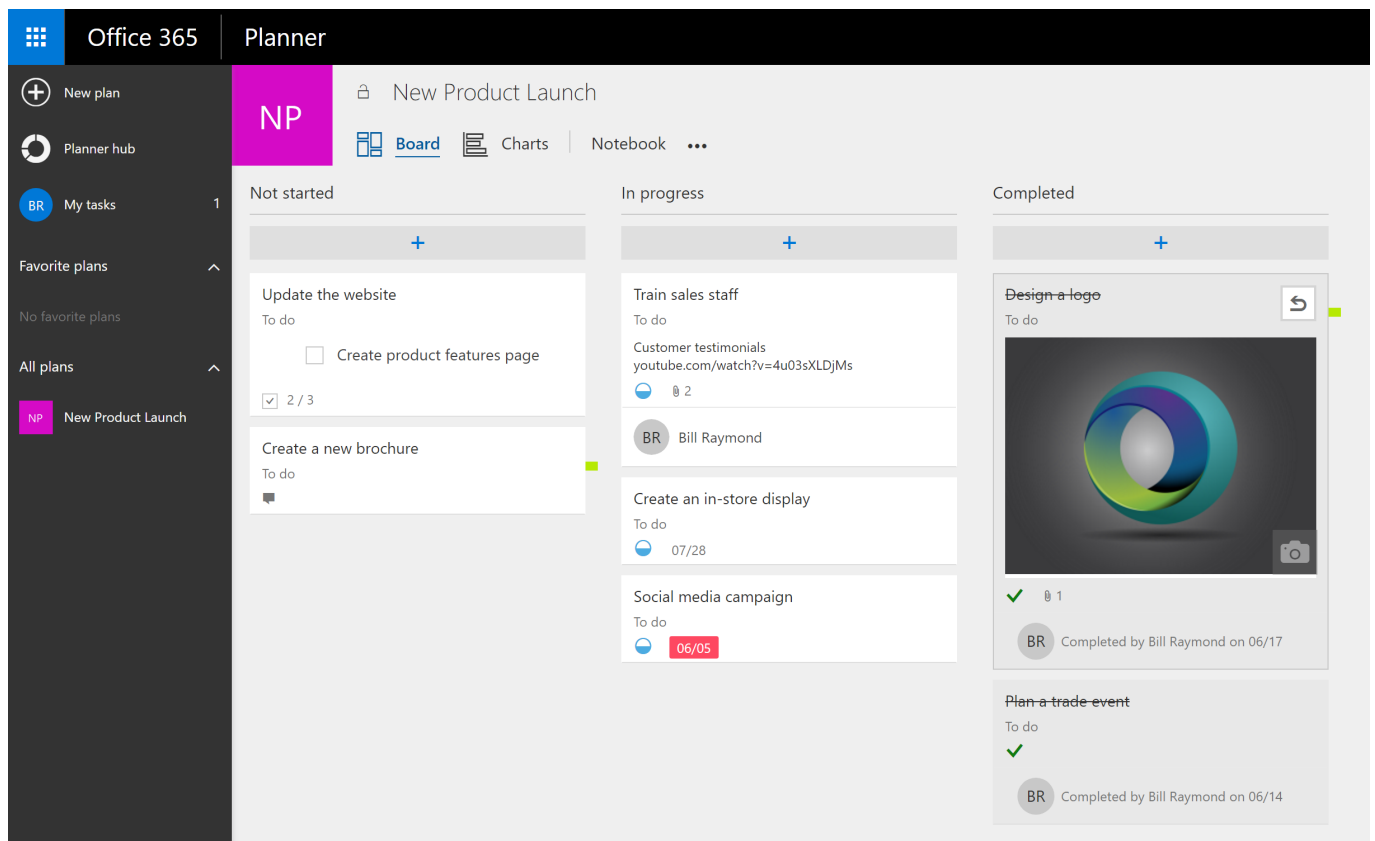 Office 365
Planner
New plan
Planner hub
BR
My tasks
1
Favorite plans
No favorite plans
All plans
NP
New Product Launch
NP
New Product Launch
Board
Charts
Notebook
Not started
+
Update the website
To do
Create product features page
2 / 3
Create a new brochure
To do
In progress
+
Train sales staff
To do
Customer testimonials
youtube.com/watch?v=4u03sXLDjMs
2
BR
Bill Raymond
Create an in-store display
To do
07/28
Social media campaign
To do
06/05
Completed
+
Design a logo
To do
1
BR
Completed by Bill Raymond on 06/17
Plan a trade event
To do
BR
Completed by Bill Raymond on 06/14